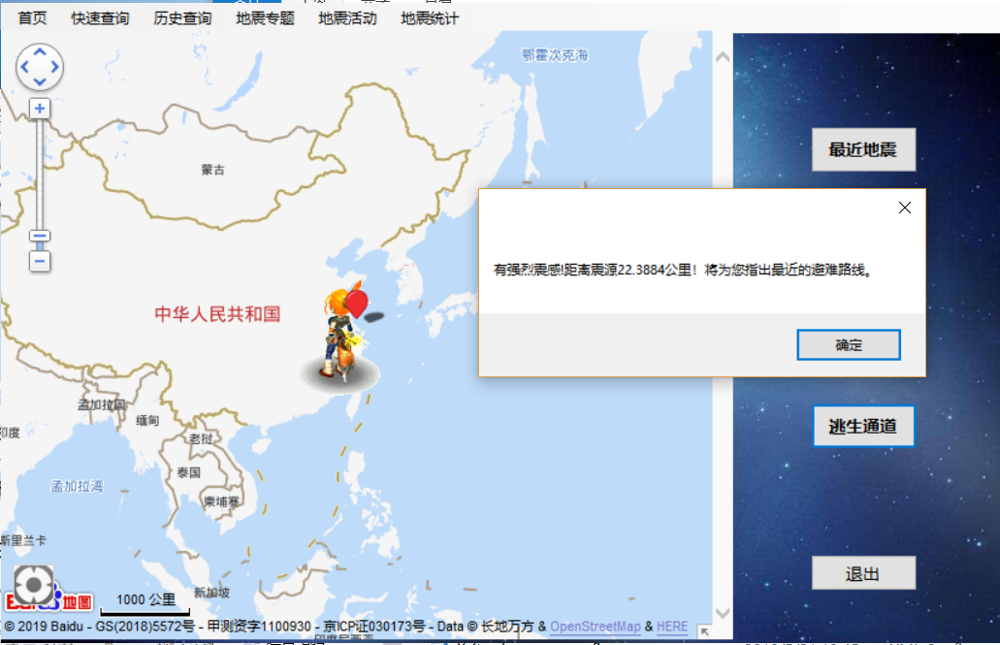 首页 快速查询 历史查询 地震专题 地震活动 地震统计
鄂霍次克海
最近地震
蒙古
有强烈震感!距离震源22.3884公里！将为您指出最近的避难路线。
中华人民共和国
确定
孟加拉国
缅甸
印度
老挝
逃生通道
泰国
孟加拉湾
柬埔寨
斯里兰卡
退出
新加坡
1000 公里
地图
© 2019 Baidu - GS(2018)5572号 - 甲测资字1100930 - 京ICP证030173号 - Data © 长地万方 & OpenStreetMap & HERE